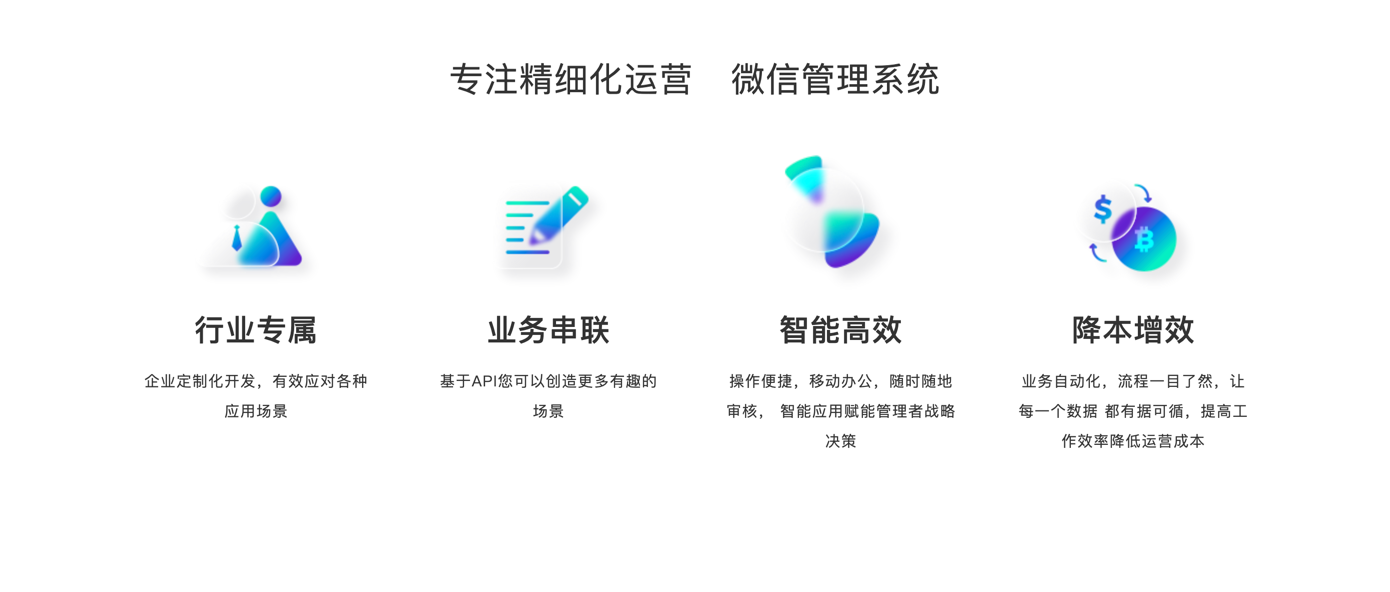 专注精细化运营　微信管理系统
行业专属
企业定制化开发，有效应对各种
应用场景
业务串联
基于API您可以创造更多有趣的
场景
智能高效
操作便捷，移动办公，随时随地
审核， 智能应用赋能管理者战略
决策
降本增效
业务自动化，流程一目了然，让
每一个数据 都有据可循，提高工
作效率降低运营成本